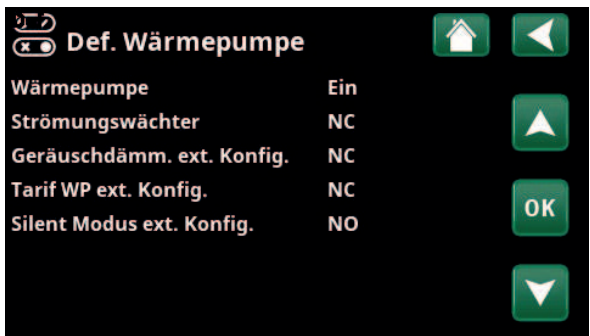 Def. Wärmepumpe
Wärmepumpe Ein
Strömungswächter NC
Geräuschdämm. ext. Konfig. NC
Tarif WP ext. Konfig. NC
OK
Silent Modus ext. Konfig. NO